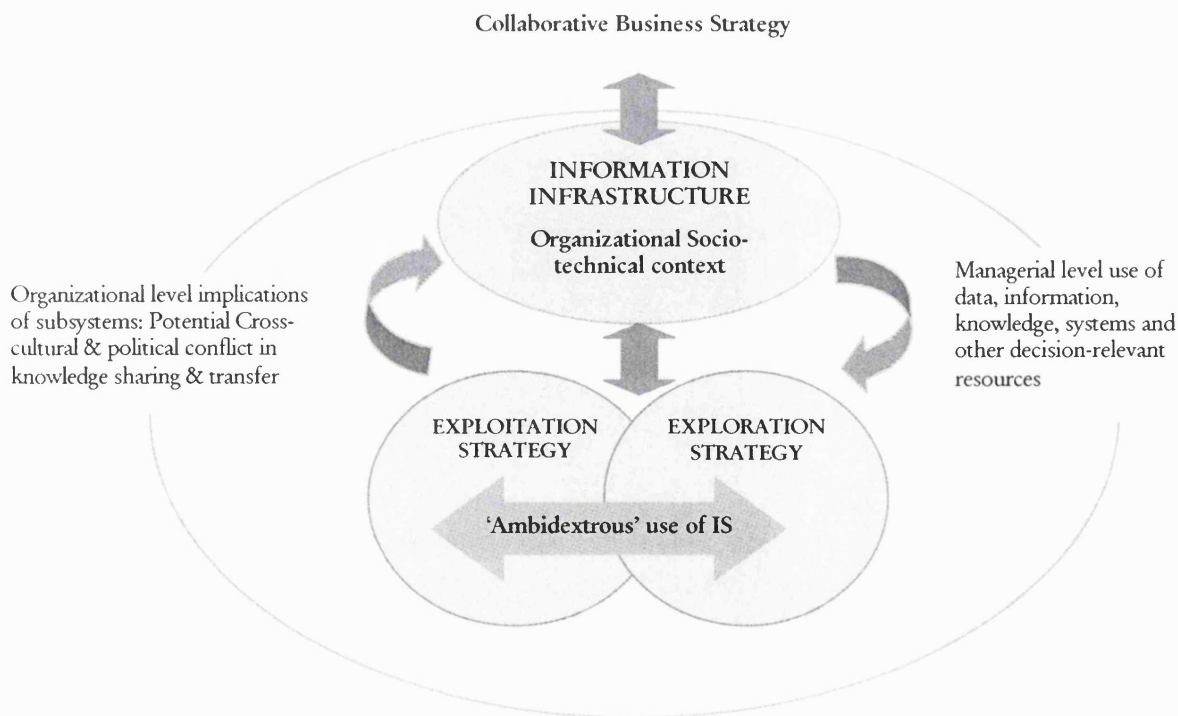 Collaborative Business Strategy
INFORMATION
INFRASTRUCTURE
Organizational Socio-
technical context
Organizational level implications
of subsystems: Potential Cross-
cultural & political conflict in
knowledge sharing & transfer
Managerial level use of
data, information,
knowledge, systems and
other decision-relevant
resources
EXPLOITATION
STRATEGY
EXPLORATION
STRATEGY
‘Ambidextrous’ use of IS